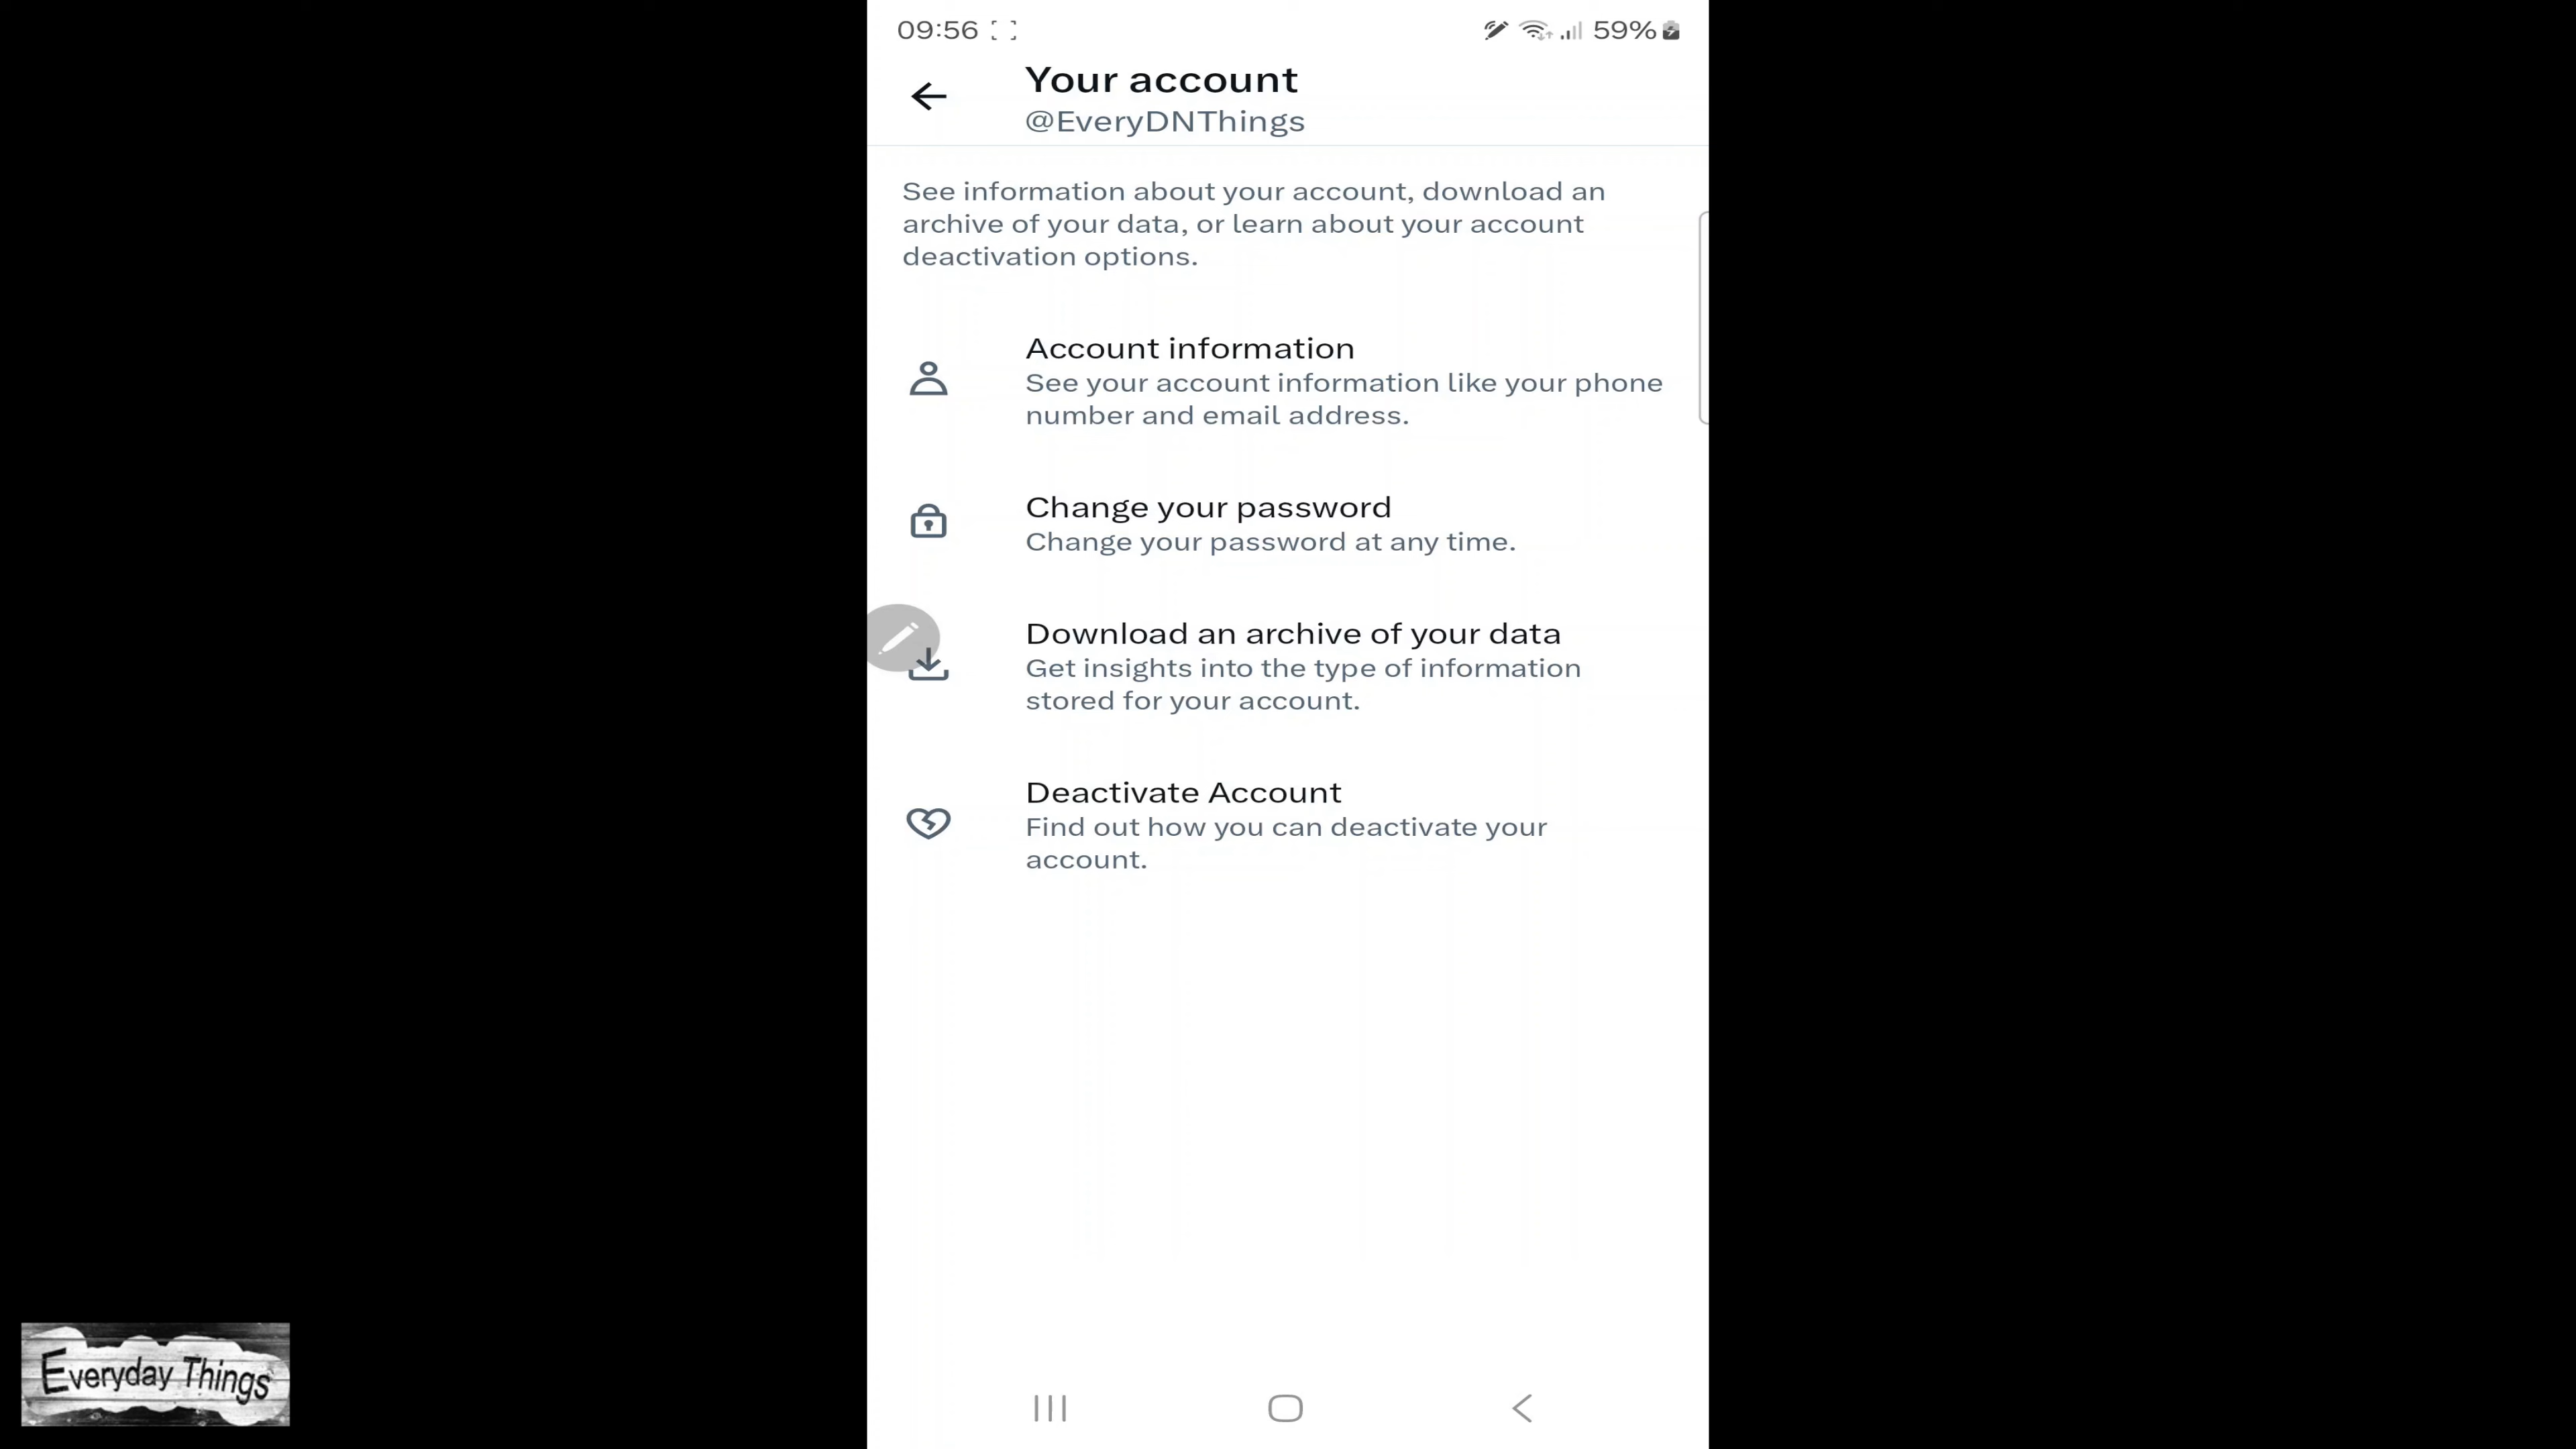 09:56
59%
Your account
@EveryDNThings
See information about your account, download an
archive of your data, or learn about your account
deactivation options.
Account information
See your account information like your phone
number and email address.
Change your password
Change your password at any time.
Download an archive of your data
Get insights into the type of information
stored for your account.
Deactivate Account
Find out how you can deactivate your
account.
Everyday Things